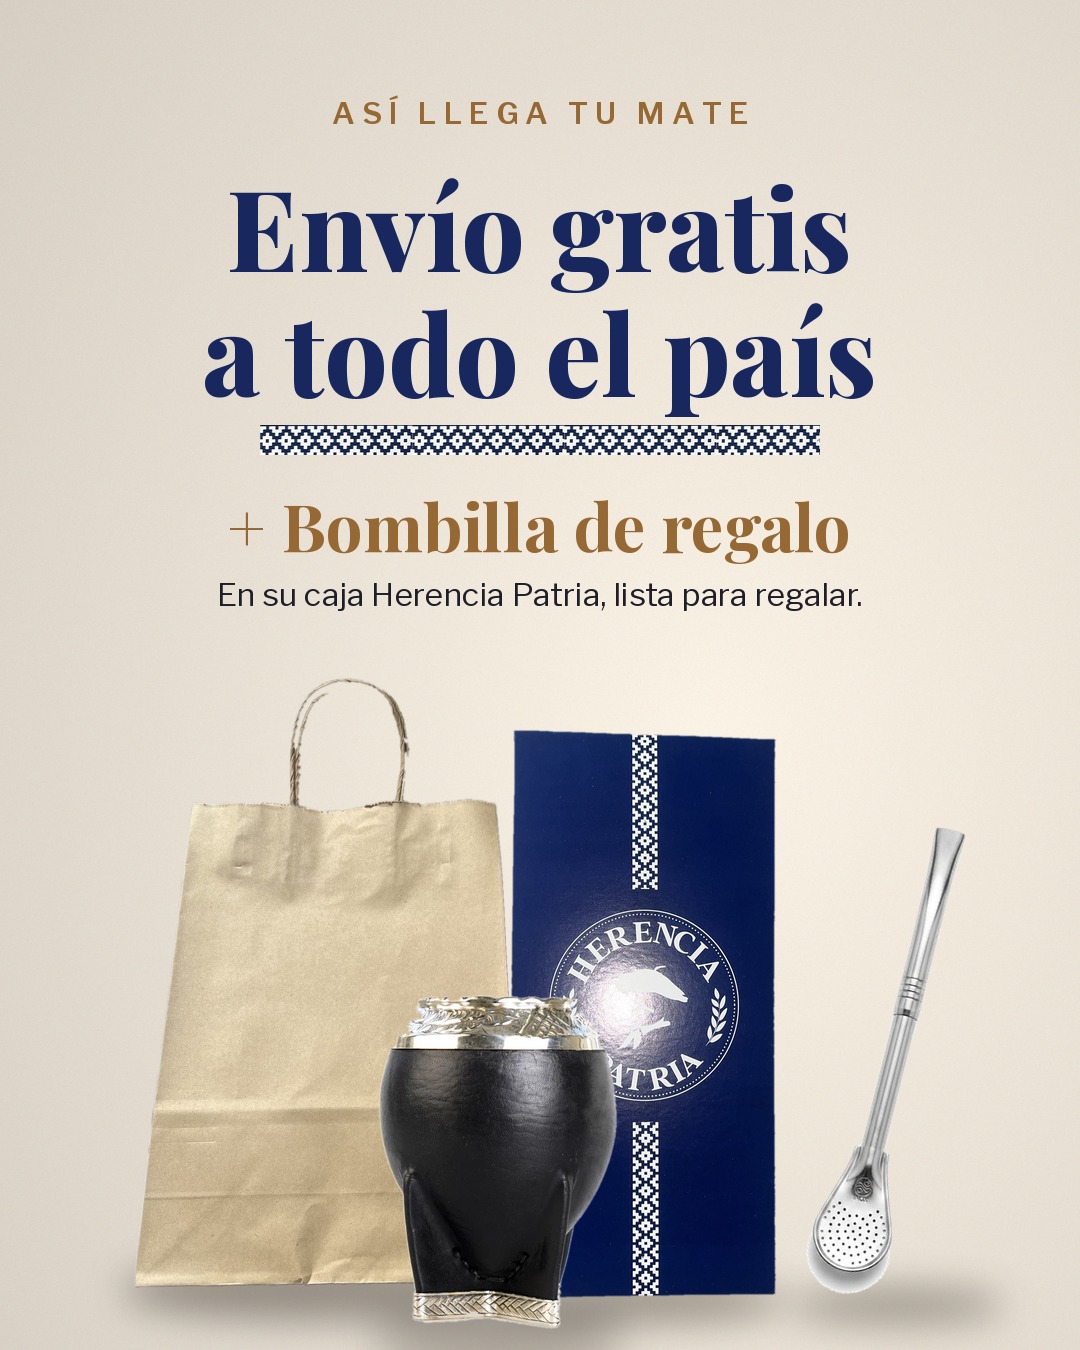 ASÍ LLEGA TU MATE
Envío gratis
a todo el país
+ Bombilla de regalo
En su caja Herencia Patria, lista para regalar.
HERENCIA
PATRIA